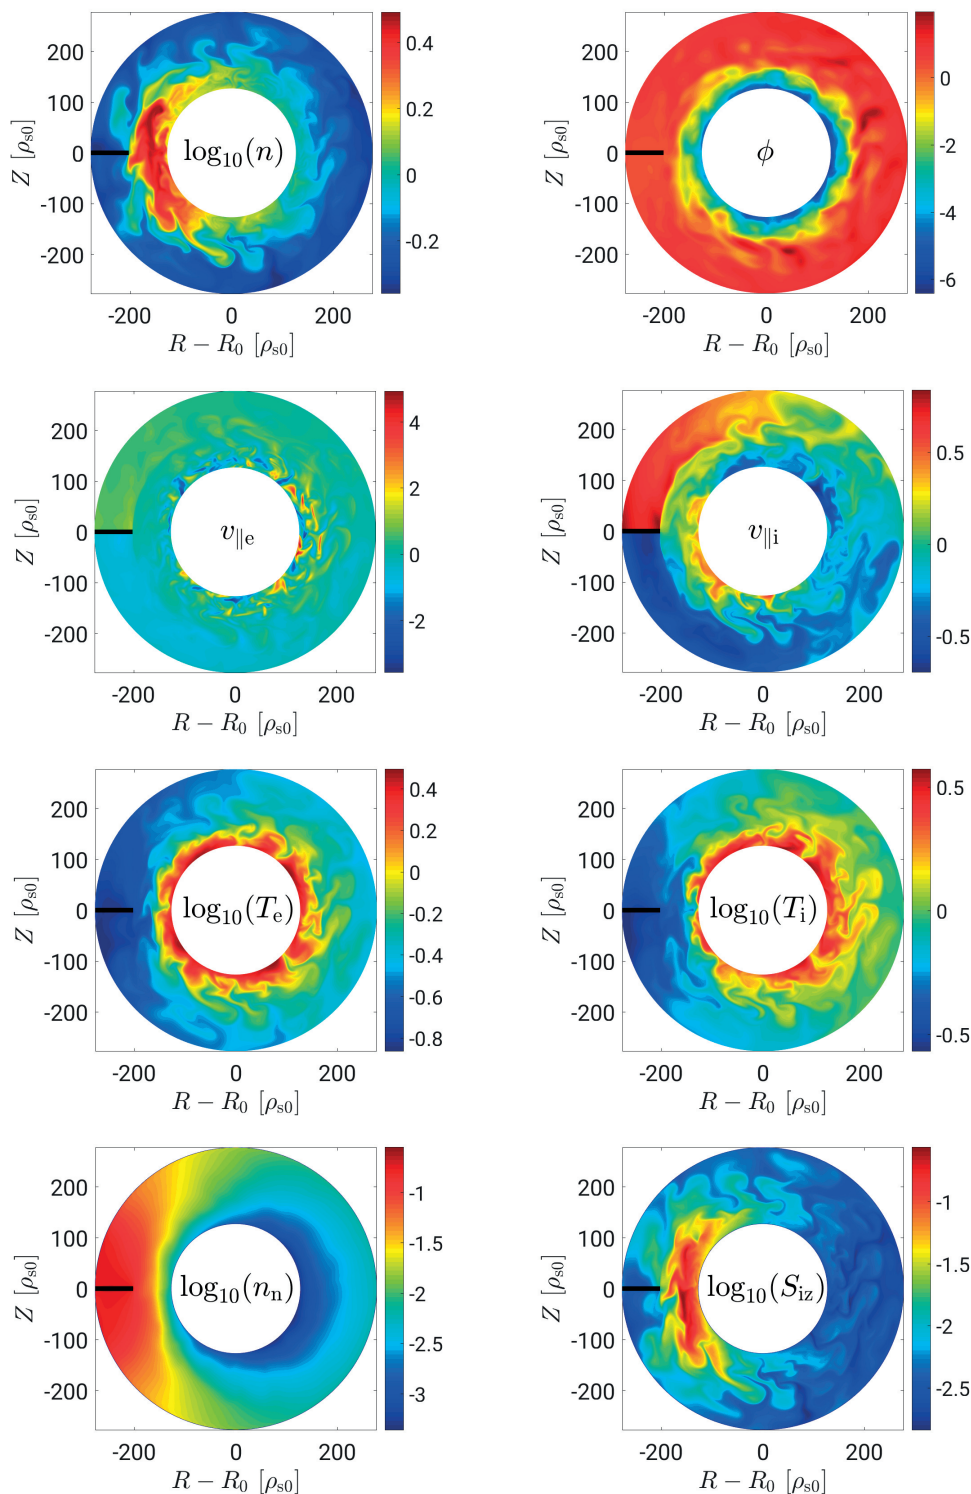 200
100
0
-100
-200
Z [ρs0]
log10(n)
-200 0 200
R − R0 [ρs0]
0.4
0.2
0
-0.2
200
100
0
-100
-200
Z [ρs0]
ϕ
-200 0 200
R − R0 [ρs0]
0
-2
-4
-6
200
100
0
-100
-200
Z [ρs0]
v∥e
-200 0 200
R − R0 [ρs0]
4
2
0
-2
200
100
0
-100
-200
Z [ρs0]
v∥i
-200 0 200
R − R0 [ρs0]
0.5
0
-0.5
200
100
0
-100
-200
Z [ρs0]
log10(Te)
-200 0 200
R − R0 [ρs0]
0.4
0.2
0
-0.2
-0.4
-0.6
-0.8
200
100
0
-100
-200
Z [ρs0]
log10(Ti)
-200 0 200
R − R0 [ρs0]
0.5
0
-0.5
200
100
0
-100
-200
Z [ρs0]
log10(nn)
-200 0 200
R − R0 [ρs0]
-1
-1.5
-2
-2.5
-3
200
100
0
-100
-200
Z [ρs0]
log10(Siz)
-200 0 200
R − R0 [ρs0]
-1
-1.5
-2
-2.5